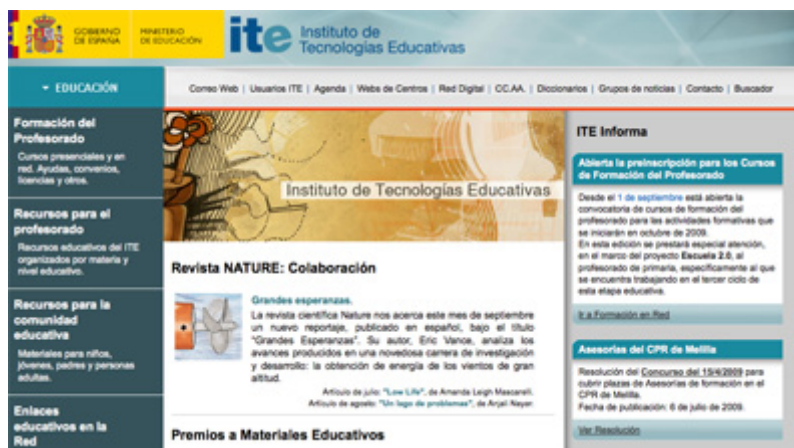 GOBIERNO
DE ESPAÑA
MINISTERIO
DE EDUCACIÓN
ite
Instituto de
Tecnologías Educativas
EDUCACIÓN
Correo Web | Usuarios ITE | Agenda | Webs de Centros | Red Digital | CC.AA. | Diccionarios | Grupos de noticias | Contacto | Buscador
Formación del
Profesorado
Cursos presenciales y en
red. Ayudas, convenios,
licencias y otros.
Recursos para el
profesorado
Recursos educativos del ITE
organizados por materia y
nivel educativo.
Recursos para la
comunidad
educativa
Materiales para niños,
jóvenes, padres y personas
adultas.
Enlaces
educativos en la
Red
Instituto de Tecnologías Educativas
Revista NATURE: Colaboración
Grandes esperanzas.
La revista científica Nature nos acerca este mes de septiembre
un nuevo reportaje, publicado en español, bajo el título
"Grandes Esperanzas". Su autor, Eric Vance, analiza los
avances producidos en una novedosa carrera de investigación
y desarrollo: la obtención de energía de los vientos de gran
altitud.
Artículo de julio: "Low Life", de Amanda Leigh Mascarelli.
Artículo de agosto: "Un lago de problemas", de Anjali Nayar.
Premios a Materiales Educativos
ITE Informa
Abierta la preinscripción para los Cursos
de Formación del Profesorado
Desde el 1 de septiembre está abierta la
convocatoria de cursos de formación del
profesorado para las actividades formativas que
se iniciarán en octubre de 2009.
En esta edición se prestará especial atención,
en el marco del proyecto Escuela 2.0, al
profesorado de primaria, específicamente al que
se encuentra trabajando en el tercer ciclo de
esta etapa educativa.
Ir a Formación en Red
Asesorías del CPR de Melilla
Resolución del Concurso del 15/4/2009 para
cubrir plazas de Asesorías de formación en el
CPR de Melilla.
Fecha de publicación: 6 de julio de 2009.
Ver Resolución